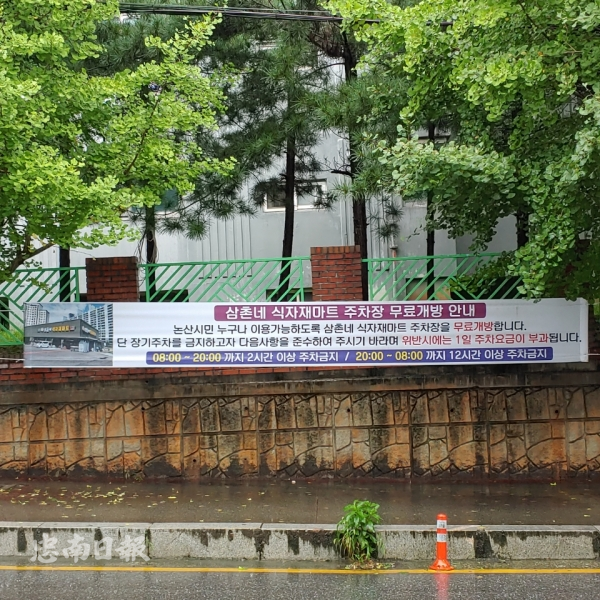 삼촌네 식자재마트 주차장 무료개방 안내
논산시민 누구나 이용가능하도록 삼촌네 식자재마트 주차장을 무료개방합니다.
단 장기주차를 금지하고자 다음사항을 준수하여 주시기 바라며 위반시에는 1일 주차요금이 부과됩니다.
08:00 ~ 20:00 까지 2시간 이상 주차금지 / 20:00 ~ 08:00 까지 12시간 이상 주차금지
忠南日報